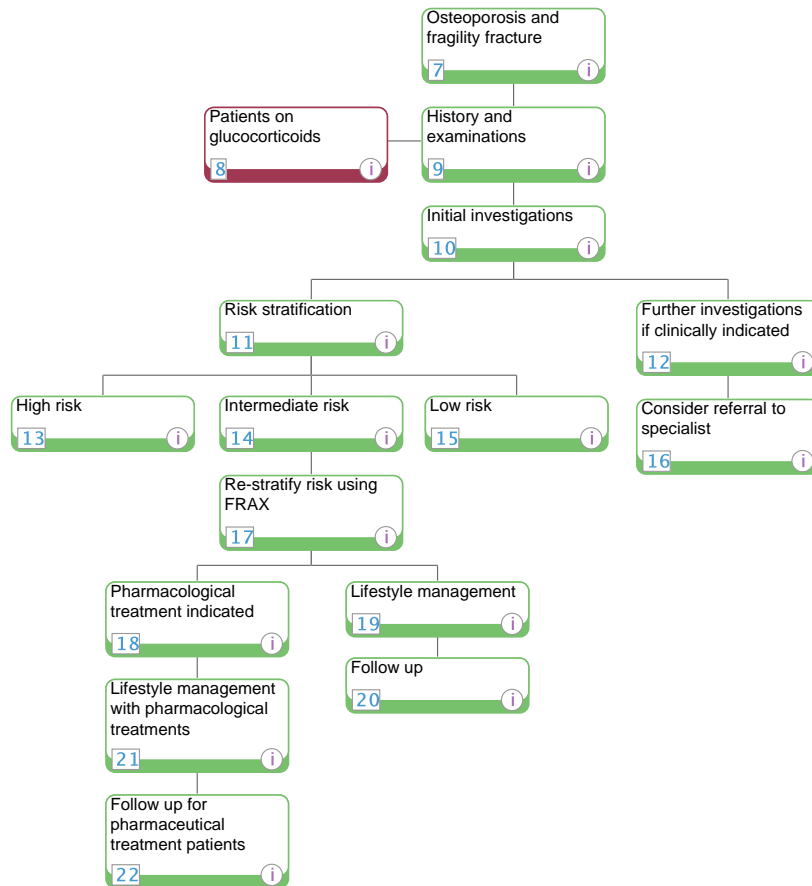 Osteoporosis and
fragility fracture
7
i
Patients on
glucocorticoids
8
i
History and
examinations
9
i
Initial investigations
10
i
Risk stratification
11
i
Further investigations
if clinically indicated
12
i
High risk
13
i
Intermediate risk
14
i
Low risk
15
i
Consider referral to
specialist
16
i
Re-stratify risk using
FRAX
17
i
Pharmacological
treatment indicated
18
i
Lifestyle management
19
i
Follow up
20
i
Lifestyle management
with pharmacological
treatments
21
i
Follow up for
pharmaceutical
treatment patients
22
i